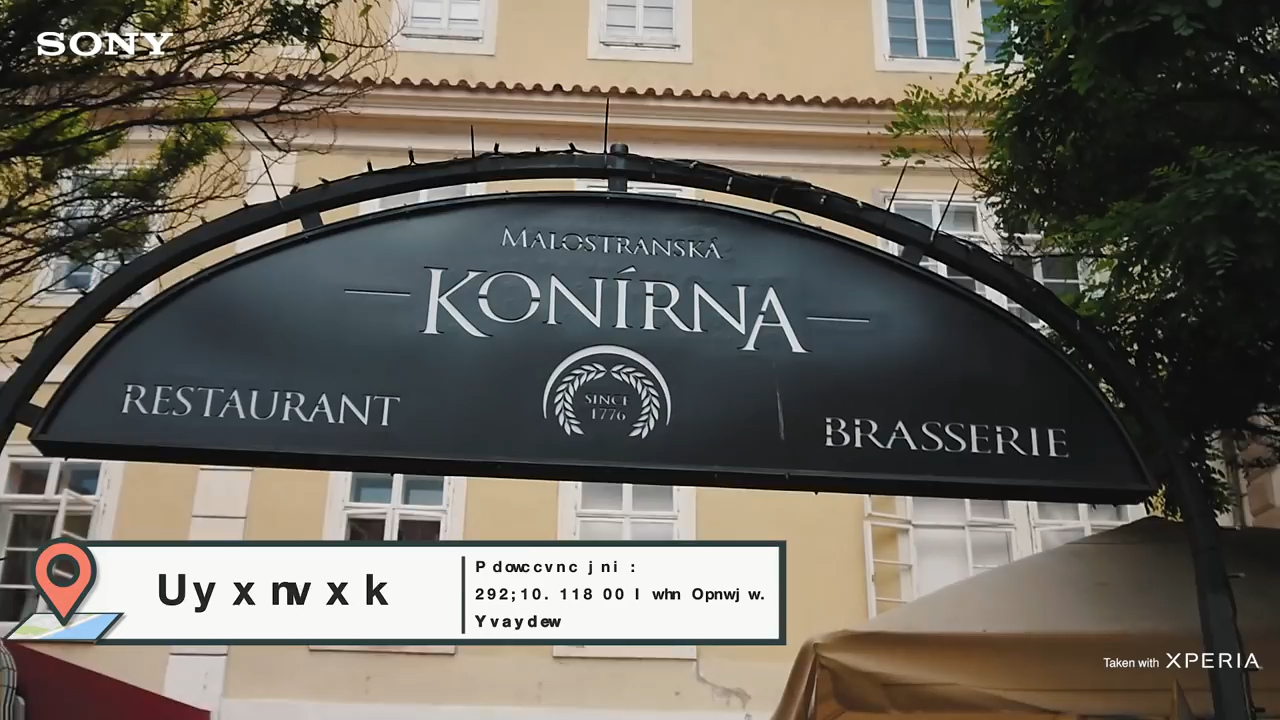 SONY
MALOSTRANSKÁ
KONÍRNA
RESTAURANT
SINCE
1776
BRASSERIE
Uy x nv x k
P dowccvnc j ni :
292;10. 118 00 l whn Opnwj w.
Yvaydew
Taken with XPERIA